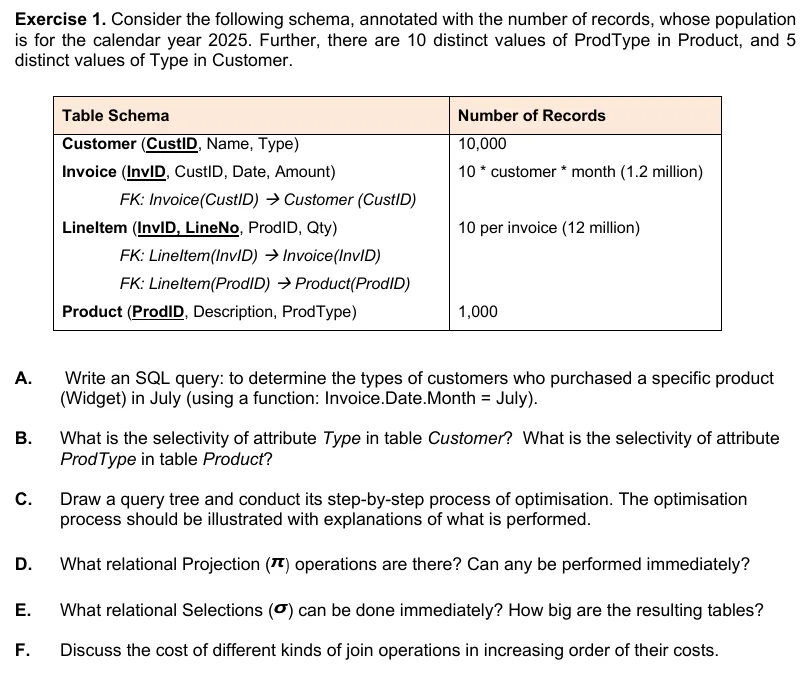 Exercise 1. Consider the following schema, annotated with the number of records, whose population
is for the calendar year 2025. Further, there are 10 distinct values of ProdType in Product, and 5
distinct values of Type in Customer.
Table Schema
Number of Records
Customer (CustID, Name, Type)
10,000
Invoice (InvID, CustID, Date, Amount)
10 * customer * month (1.2 million)
FK: Invoice(CustID) → Customer (CustID)
LineItem (InvID, LineNo, ProdID, Qty)
10 per invoice (12 million)
FK: LineItem(InvID) → Invoice(InvID)
FK: LineItem(ProdID) → Product(ProdID)
Product (ProdID, Description, ProdType)
1,000
A. Write an SQL query: to determine the types of customers who purchased a specific product
(Widget) in July (using a function: Invoice.Date.Month = July).
B. What is the selectivity of attribute Type in table Customer? What is the selectivity of attribute
ProdType in table Product?
C. Draw a query tree and conduct its step-by-step process of optimisation. The optimisation
process should be illustrated with explanations of what is performed.
D. What relational Projection (π) operations are there? Can any be performed immediately?
E. What relational Selections (σ) can be done immediately? How big are the resulting tables?
F. Discuss the cost of different kinds of join operations in increasing order of their costs.